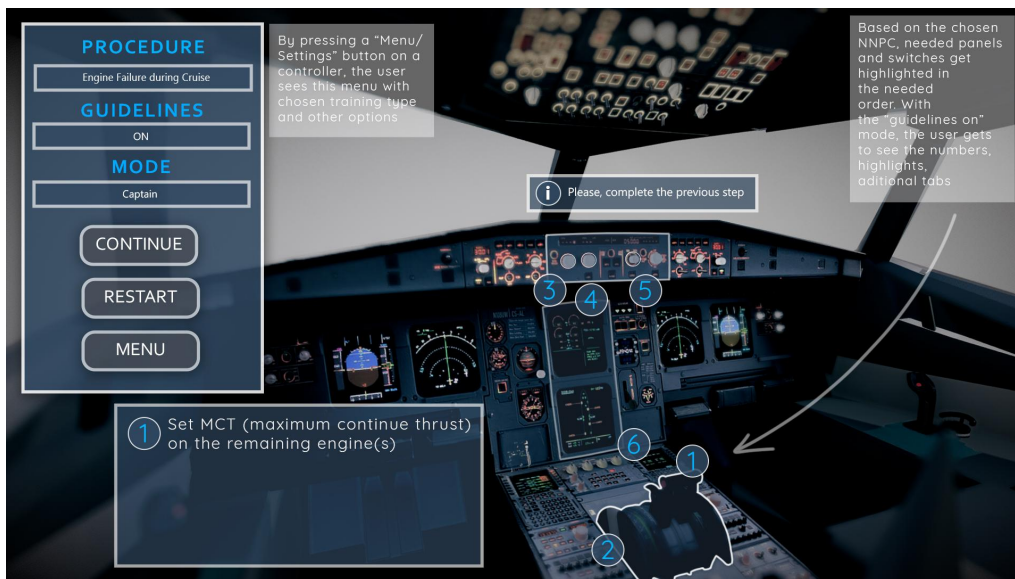 PROCEDURE
Engine Failure during Cruise
GUIDELINES
ON
MODE
Captain
CONTINUE
RESTART
MENU
By pressing a “Menu/
Settings” button on a
controller, the user
sees this menu with
chosen training type
and other options
Based on the chosen
NNPC, needed panels
and switches get
highlighted in
the needed
order. With
the “guidelines on”
mode, the user gets
to see the numbers,
highlights,
aditional tabs
i Please, complete the previous step
3
4
5
6
1
2
1 Set MCT (maximum continue thrust)
on the remaining engine(s)